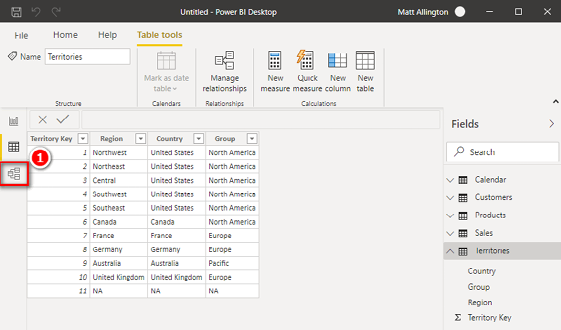 Untitled - Power BI Desktop
Matt Allington
File
Home
Help
Table tools
Name
Territories
Mark as date
table
Manage
relationships
New
measure
Quick
measure
New
column
New
table
Structure
Calendars
Relationships
Calculations
Territory Key Region Country Group
1 Northwest United States North America
2 Northeast United States North America
3 Central United States North America
4 Southwest United States North America
5 Southeast United States North America
6 Canada Canada North America
7 France France Europe
8 Germany Germany Europe
9 Australia Australia Pacific
10 United Kingdom United Kingdom Europe
11 NA NA NA
1
Fields
Search
Calendar
Customers
Products
Sales
Territories
Country
Group
Region
Σ Territory Key